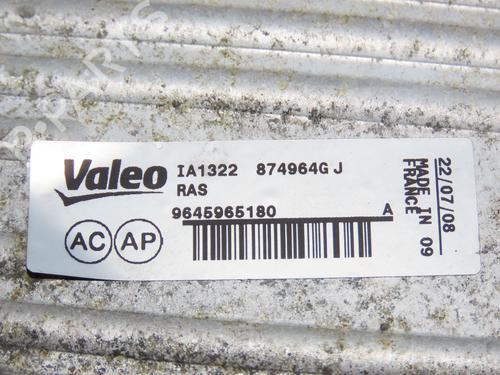 Valeo
IA1322 874964G J
RAS
9645965180 A
AC AP
22/07/08
MADE IN 09
FRANCE